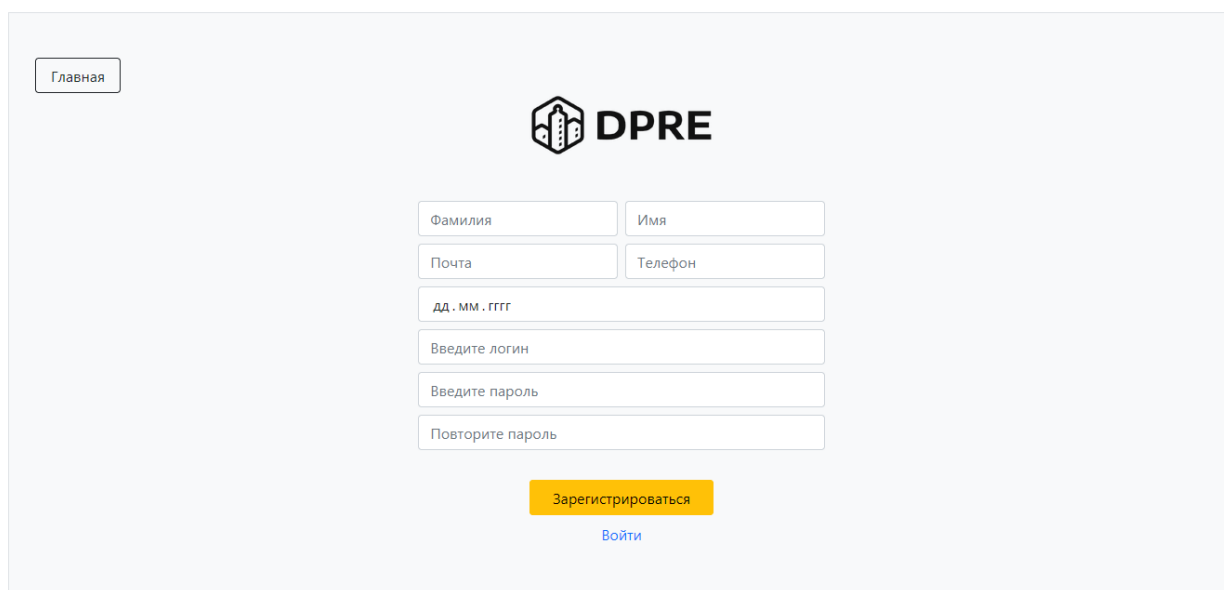 Главная
DPRE
Фамилия Имя
Почта Телефон
дд.мм.гггг
Введите логин
Введите пароль
Повторите пароль
Зарегистрироваться
Войти